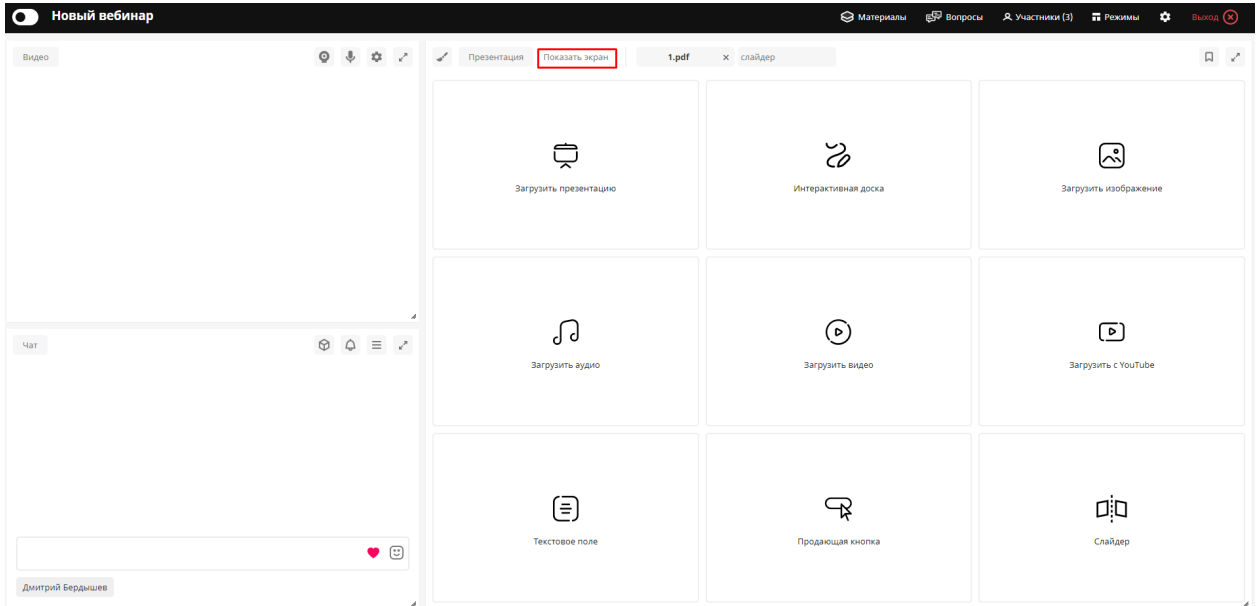 Новый вебинар
Материалы
Вопросы
Участники (3)
Режимы
Выход
Видео
Презентация
Показать экран
1.pdf
слайдер
Загрузить презентацию
Интерактивная доска
Загрузить изображение
Загрузить аудио
Загрузить видео
Загрузить с YouTube
Чат
Текстовое поле
Продающая кнопка
Слайдер
Дмитрий Бердышев